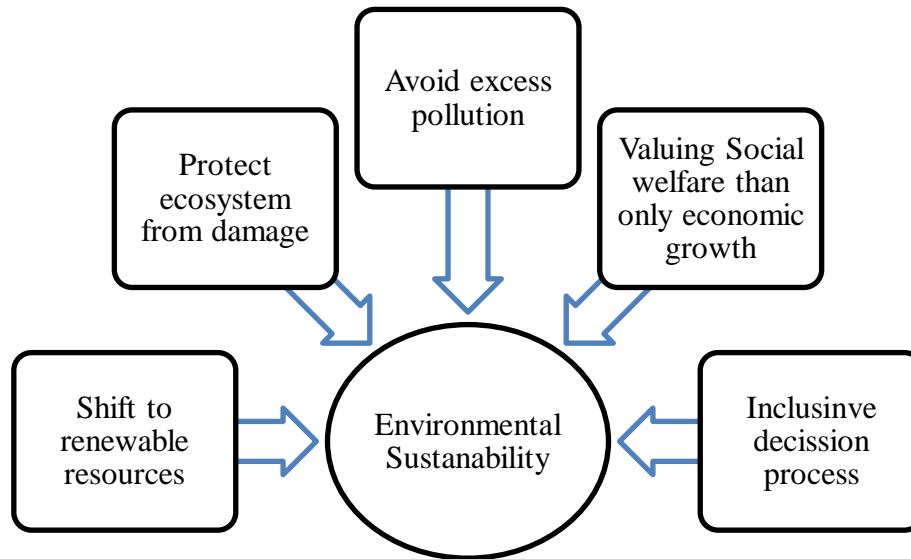 Avoid excess
pollution
Protect
ecosystem
from damage
Valuing Social
welfare than
only economic
growth
Shift to
renewable
resources
Environmental
Sustanability
Inclusinve
decission
process